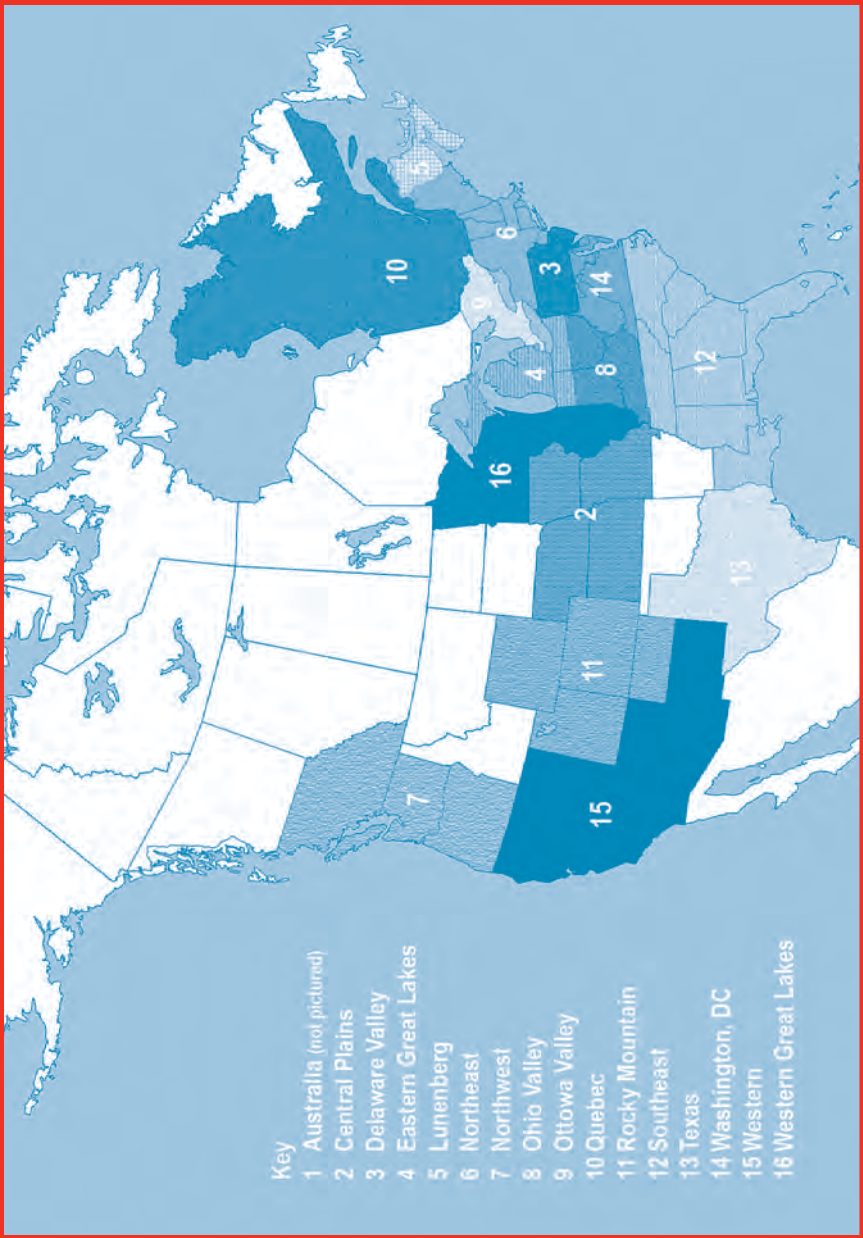 Key
1 Australia (not pictured)
2 Central Plains
3 Delaware Valley
4 Eastern Great Lakes
5 Lunenberg
6 Northeast
7 Northwest
8 Ohio Valley
9 Ottowa Valley
10 Quebec
11 Rocky Mountain
12 Southeast
13 Texas
14 Washington, DC
15 Western
16 Western Great Lakes
7
15
11
2
16
13
4
8
12
9
10
3
14
6
5